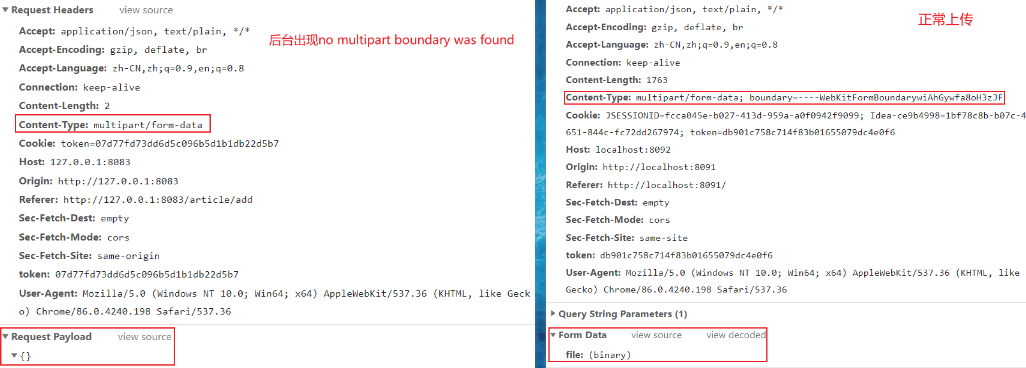 Request Headers view source
Accept: application/json, text/plain, */*
后台出现no multipart boundary was found
Accept-Encoding: gzip, deflate, br
Accept-Language: zh-CN,zh;q=0.9,en;q=0.8
Connection: keep-alive
Content-Length: 2
Content-Type: multipart/form-data
Cookie: token=07d77fd73dd6d5c096b5d1b1db22d5b7
Host: 127.0.0.1:8083
Origin: http://127.0.0.1:8083
Referer: http://127.0.0.1:8083/article/add
Sec-Fetch-Dest: empty
Sec-Fetch-Mode: cors
Sec-Fetch-Site: same-origin
token: 07d77fd73dd6d5c096b5d1b1db22d5b7
User-Agent: Mozilla/5.0 (Windows NT 10.0; Win64; x64) AppleWebKit/537.36 (KHTML, like Geck
o) Chrome/86.0.4240.198 Safari/537.36
Request Payload view source
{}
Accept: application/json, text/plain, */*
正常上传
Accept-Encoding: gzip, deflate, br
Accept-Language: zh-CN,zh;q=0.9,en;q=0.8
Connection: keep-alive
Content-Length: 1763
Content-Type: multipart/form-data; boundary=----WebKitFormBoundarywiAhGywfa8oH3zJF
Cookie: JSESSIONID=fcca045e-b027-413d-959a-a0f0942f9099; Idea-ce9b4998=1bf78c8b-b07c-4
651-844c-fc72dd267974; token=db901c758c714f83b01655079dc4e0f6
Host: localhost:8092
Origin: http://localhost:8091
Referer: http://localhost:8091/
Sec-Fetch-Dest: empty
Sec-Fetch-Mode: cors
Sec-Fetch-Site: same-site
token: db901c758c714f83b01655079dc4e0f6
User-Agent: Mozilla/5.0 (Windows NT 10.0; Win64; x64) AppleWebKit/537.36 (KHTML, like
Gecko) Chrome/86.0.4240.198 Safari/537.36
Query String Parameters (1)
Form Data view source view decoded
file: (binary)